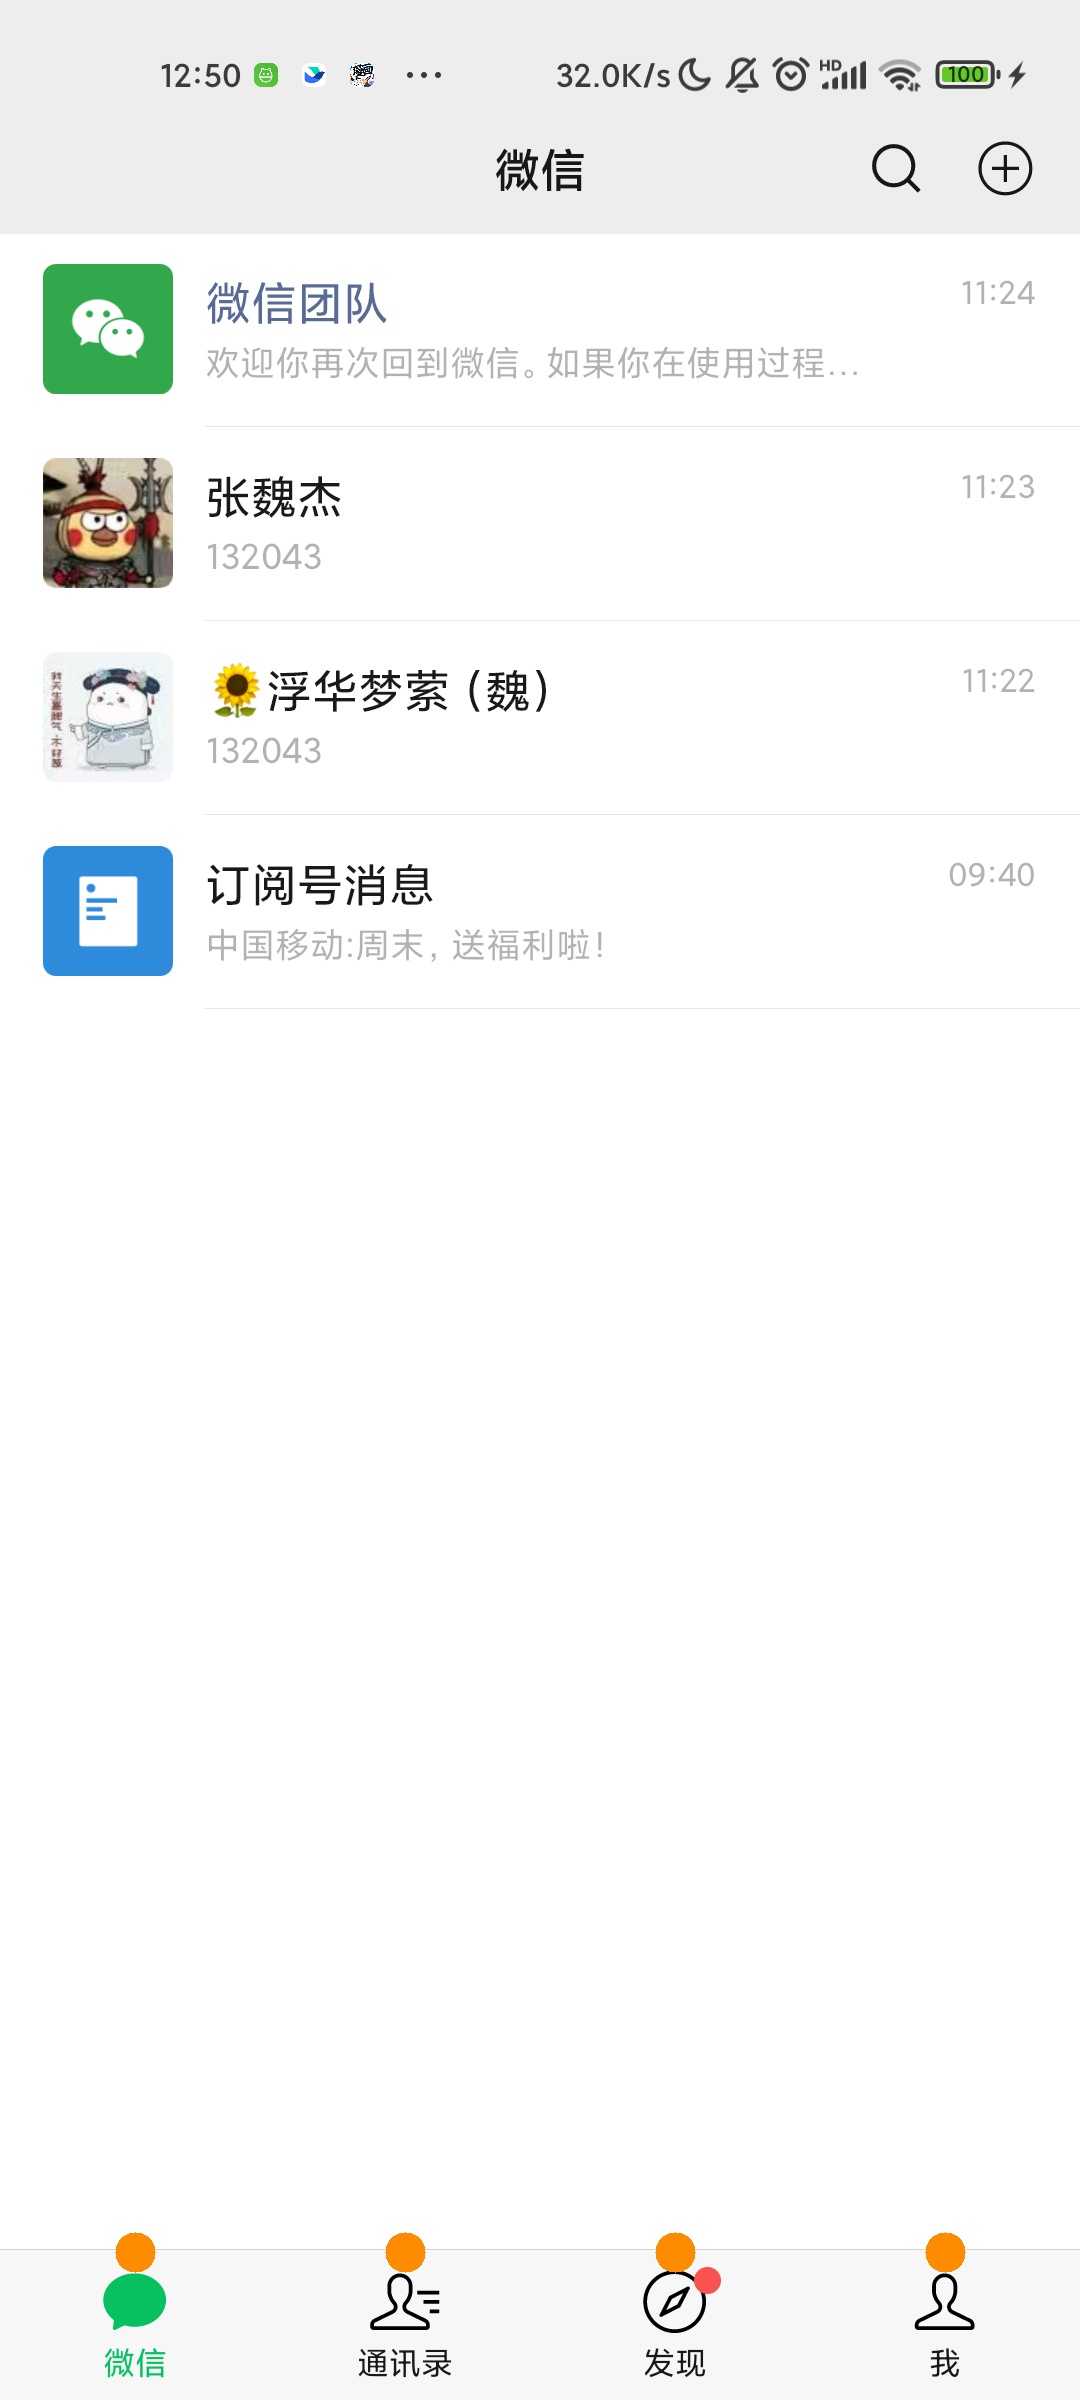 12:50 32.0K/s HD 100
微信
微信团队 11:24
欢迎你再次回到微信。如果你在使用过程...
张魏杰 11:23
132043
🌻浮华梦萦（魏） 11:22
132043
订阅号消息 09:40
中国移动:周末，送福利啦！
微信 通讯录 发现 我